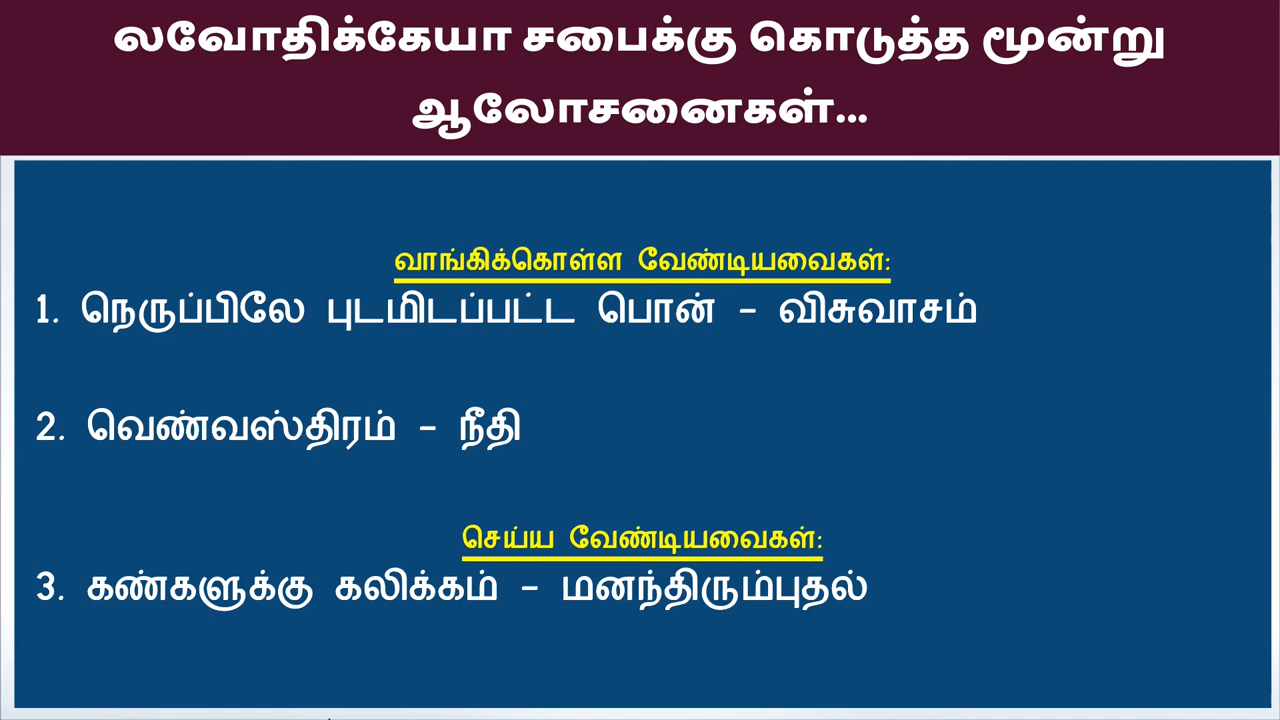 லவோதிக்கேயா சபைக்கு கொடுத்த மூன்று
ஆலோசனைகள்...
வாங்கிக்கொள்ள வேண்டியவைகள்:
1. நெருப்பிலே புடமிடப்பட்ட பொன் - விசுவாசம்
2. வெண்வஸ்திரம் - நீதி
செய்ய வேண்டியவைகள்:
3. கண்களுக்கு கலிக்கம் - மனந்திரும்புதல்